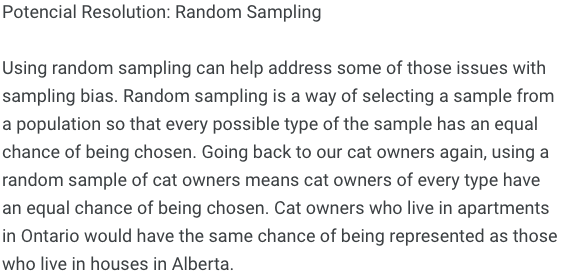 Potencial Resolution: Random Sampling
Using random sampling can help address some of those issues with
sampling bias. Random sampling is a way of selecting a sample from
a population so that every possible type of the sample has an equal
chance of being chosen. Going back to our cat owners again, using a
random sample of cat owners means cat owners of every type have
an equal chance of being chosen. Cat owners who live in apartments
in Ontario would have the same chance of being represented as those
who live in houses in Alberta.